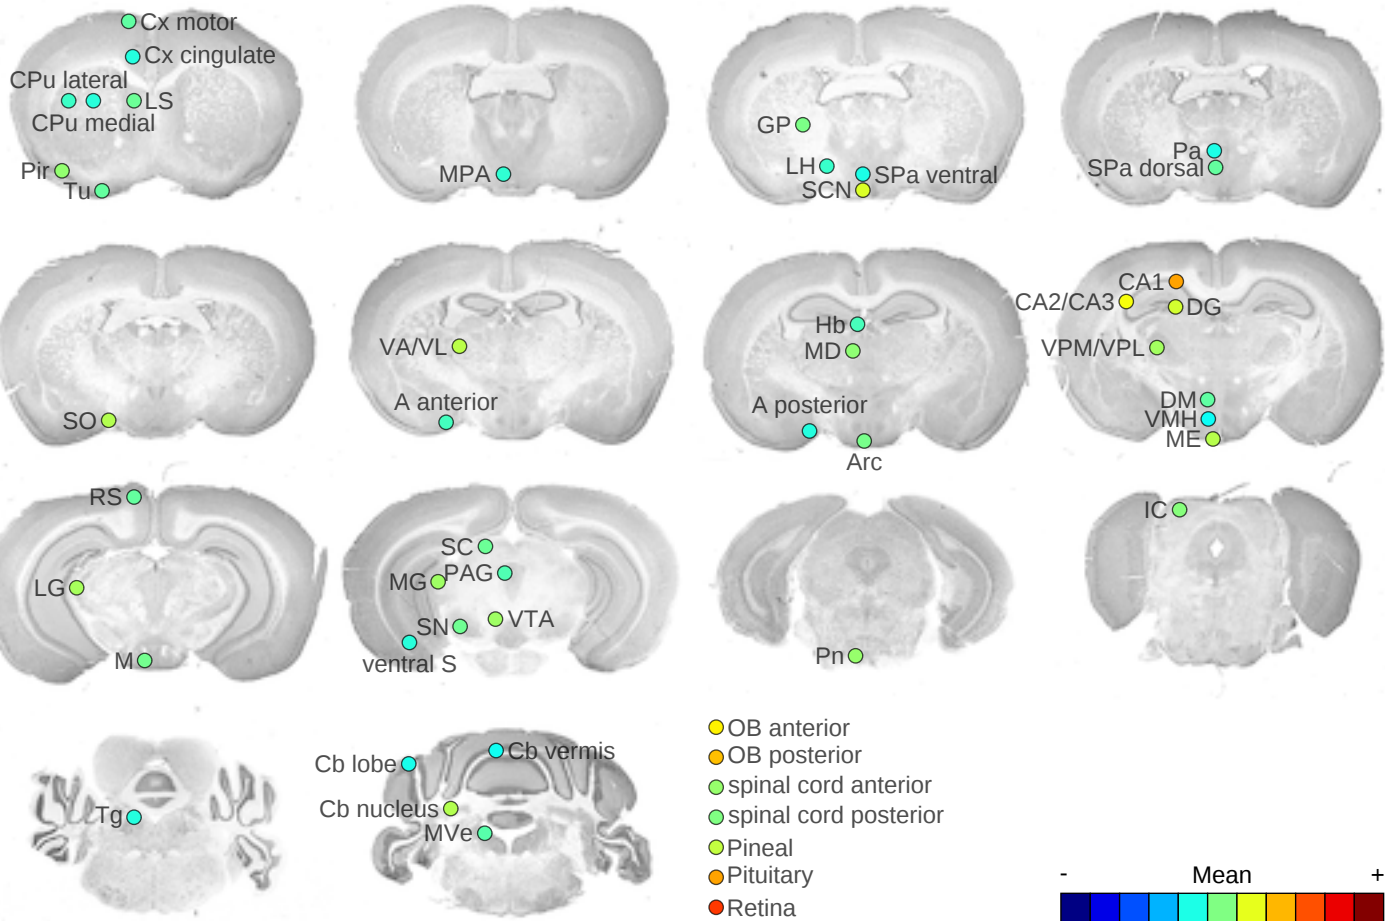 Cx motor
Cx cingulate
CPu lateral
LS
CPu medial
Pir
Tu
MPA
GP
LH
SPa ventral
SCN
Pa
SPa dorsal
SO
VA/VL
A anterior
Hb
MD
A posterior
Arc
CA1
CA2/CA3
DG
VPM/VPL
DM
VMH
ME
RS
LG
M
SC
PAG
MG
VTA
SN
ventral S
Pn
IC
Tg
Cb lobe
Cb vermis
Cb nucleus
MVe
OB anterior
OB posterior
spinal cord anterior
spinal cord posterior
Pineal
Pituitary
Retina
- Mean +